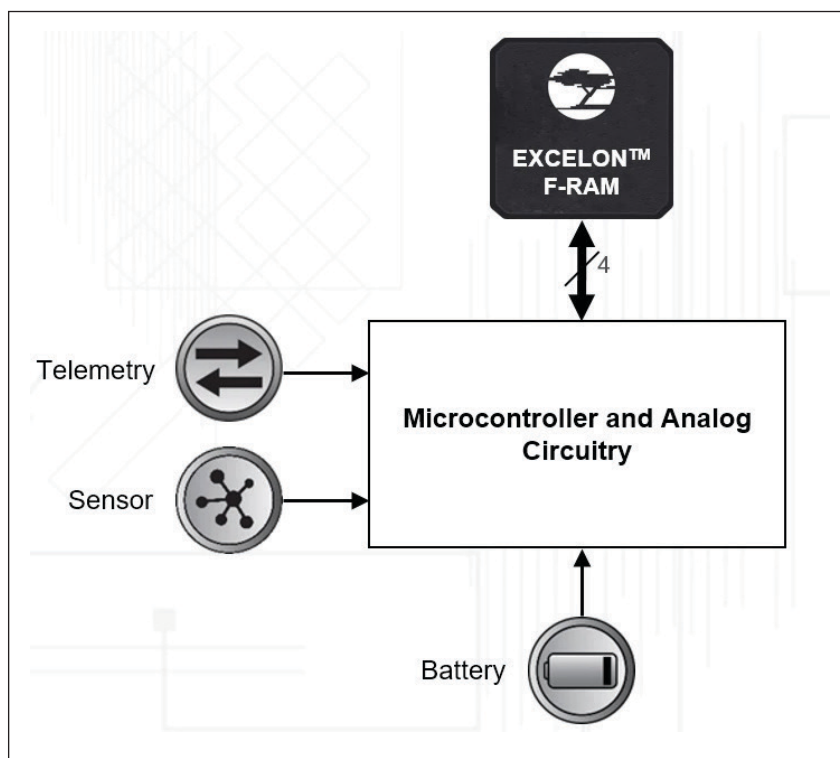 EXCELON™
F-RAM
4
Telemetry
Microcontroller and Analog
Circuitry
Sensor
Battery